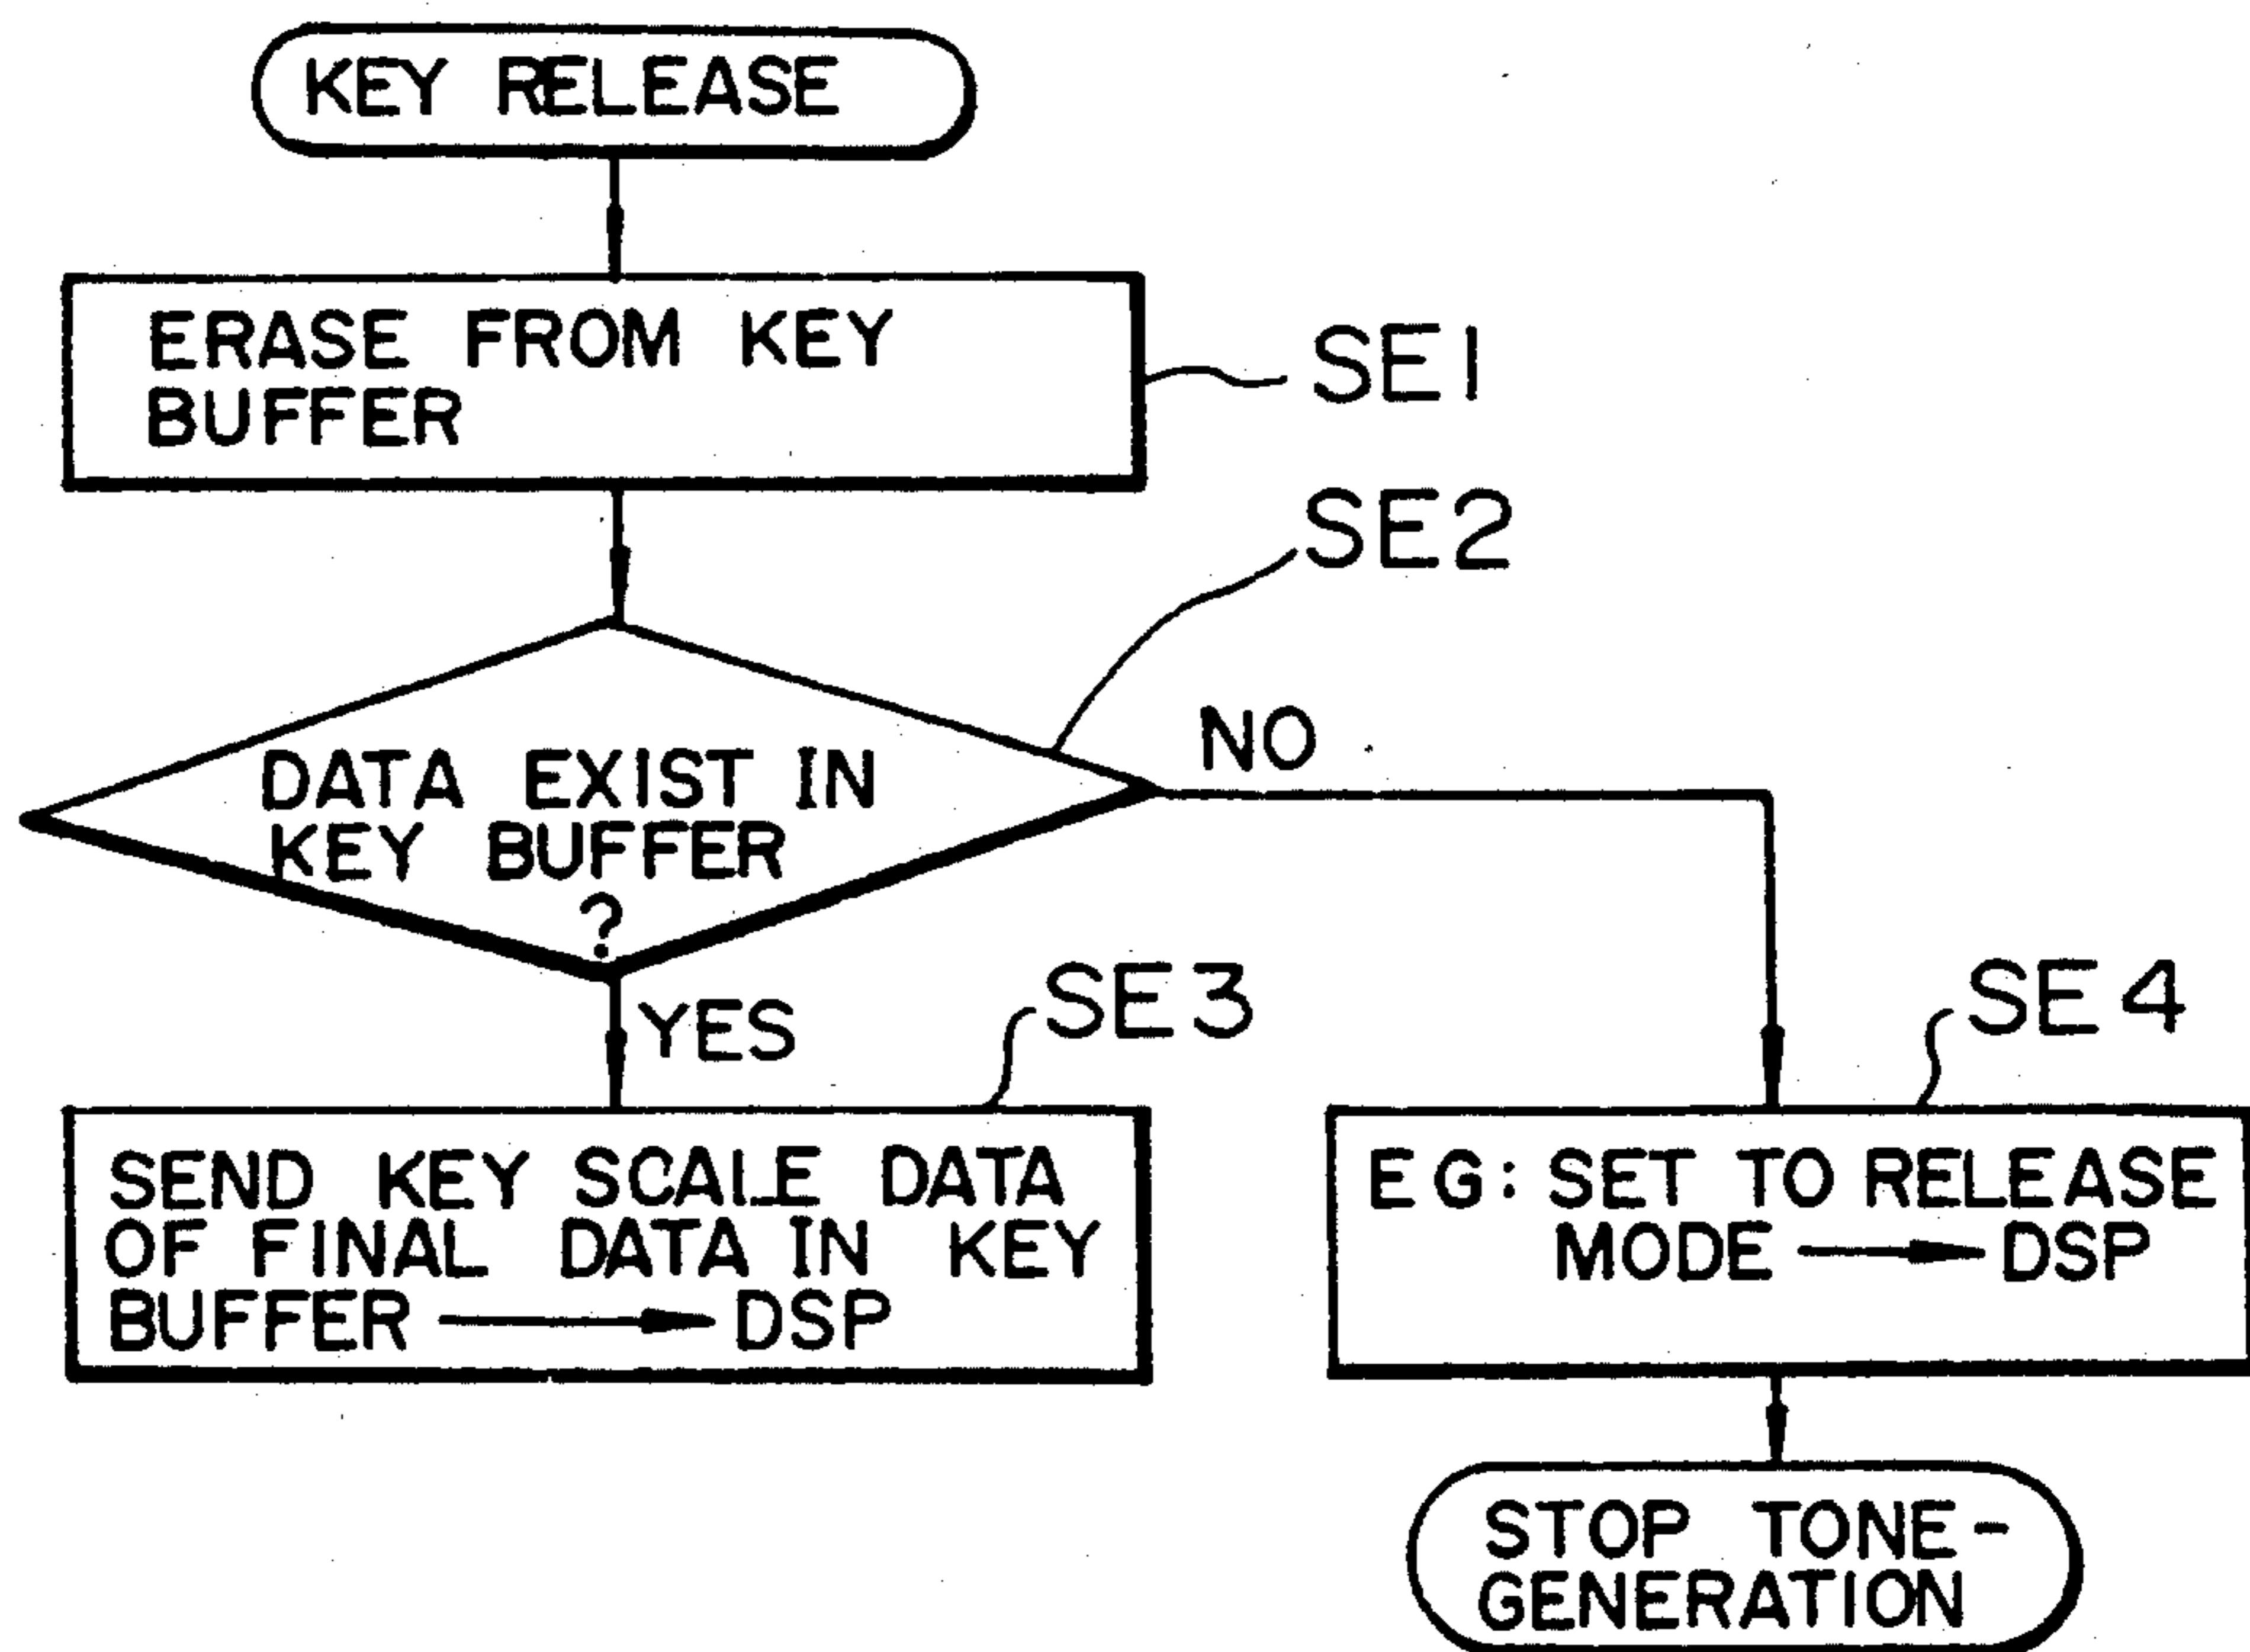 KEY RELEASE
ERASE FROM KEY
BUFFER
SE1
SE2
DATA EXIST IN
KEY BUFFER
?
NO
YES
SE3
SEND KEY SCALE DATA
OF FINAL DATA IN KEY
BUFFER → DSP
SE4
EG: SET TO RELEASE
MODE → DSP
STOP TONE-
GENERATION